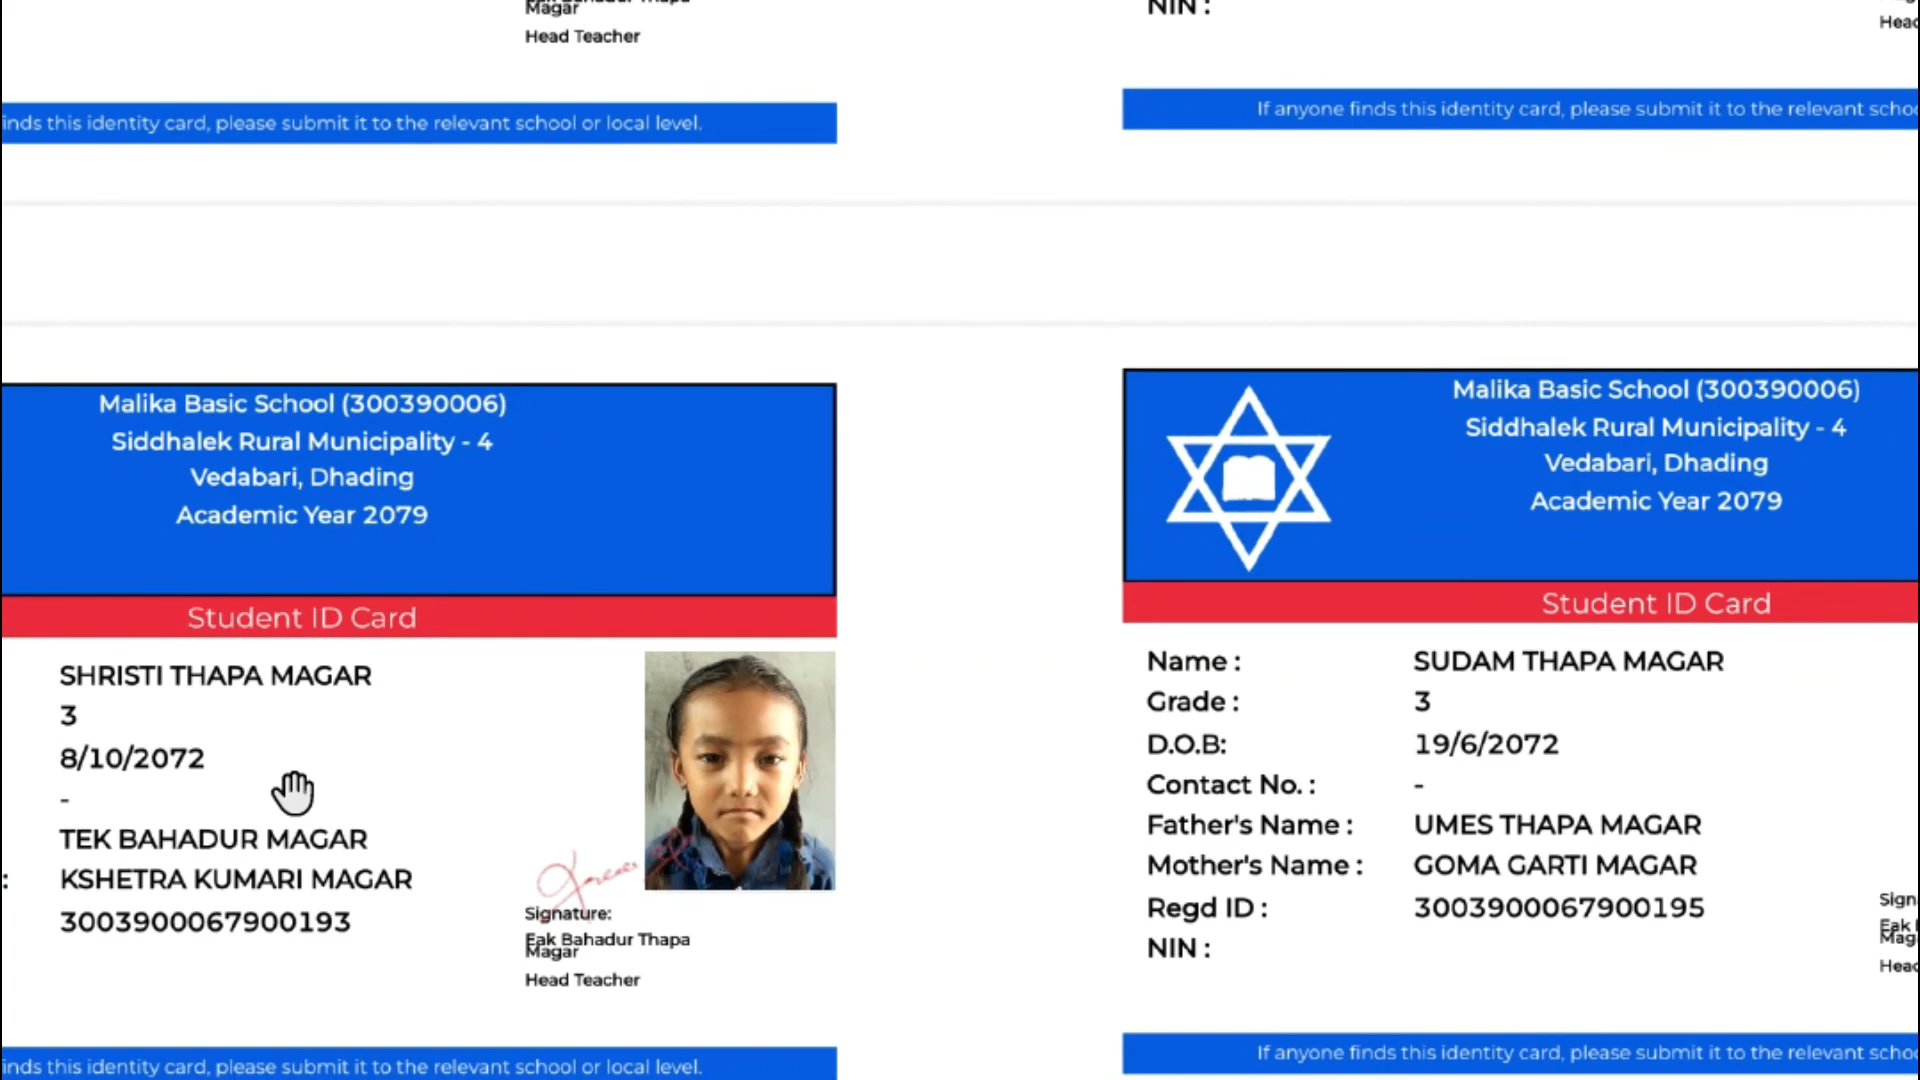 Magar
Head Teacher
NIN :
inds this identity card, please submit it to the relevant school or local level.
If anyone finds this identity card, please submit it to the relevant
Malika Basic School (300390006)
Siddhalek Rural Municipality - 4
Vedabari, Dhading
Academic Year 2079
Student ID Card
SHRISTI THAPA MAGAR
3
8/10/2072
-
TEK BAHADUR MAGAR
: KSHETRA KUMARI MAGAR
3003900067900193
Signature:
Eak Bahadur Thapa
Magar
Head Teacher
inds this identity card, please submit it to the relevant school or local level.
Malika Basic School (300390006)
Siddhalek Rural Municipality - 4
Vedabari, Dhading
Academic Year 2079
Student ID Card
Name : SUDAM THAPA MAGAR
Grade : 3
D.O.B: 19/6/2072
Contact No. : -
Father's Name : UMES THAPA MAGAR
Mother's Name : GOMA GARTI MAGAR
Regd ID : 3003900067900195
NIN :
If anyone finds this identity card, please submit it to the relevant